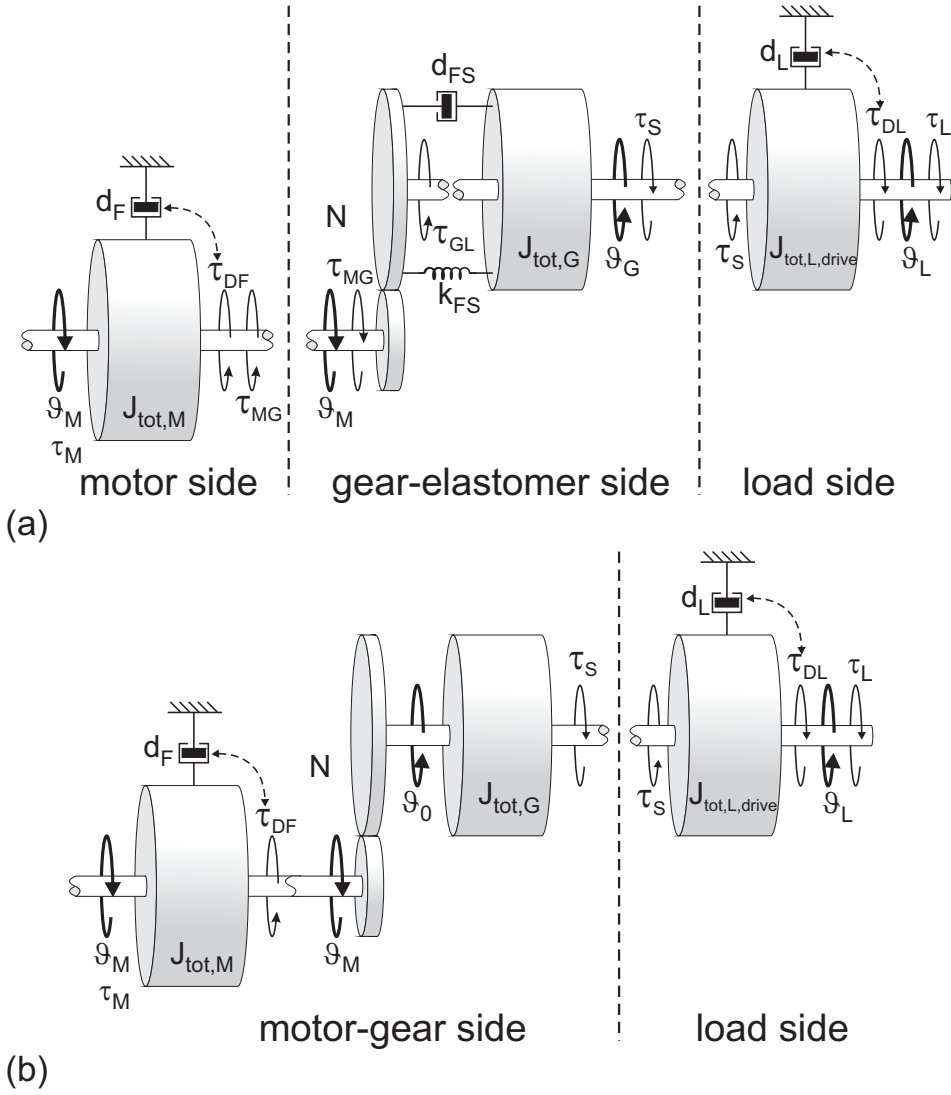 d_FS
d_L
τ_S
τ_DL
τ_L
d_F
N
τ_GL
τ_DF
τ_MG
k_FS
J_tot,G
ϑ_G
τ_S
J_tot,L,drive
ϑ_L
ϑ_M
τ_M
J_tot,M
τ_MG
ϑ_M
motor side
gear-elastomer side
load side
(a)
d_L
τ_S
τ_DL
τ_L
d_F
N
τ_DF
ϑ_0
J_tot,G
τ_S
J_tot,L,drive
ϑ_L
ϑ_M
τ_M
J_tot,M
ϑ_M
motor-gear side
load side
(b)